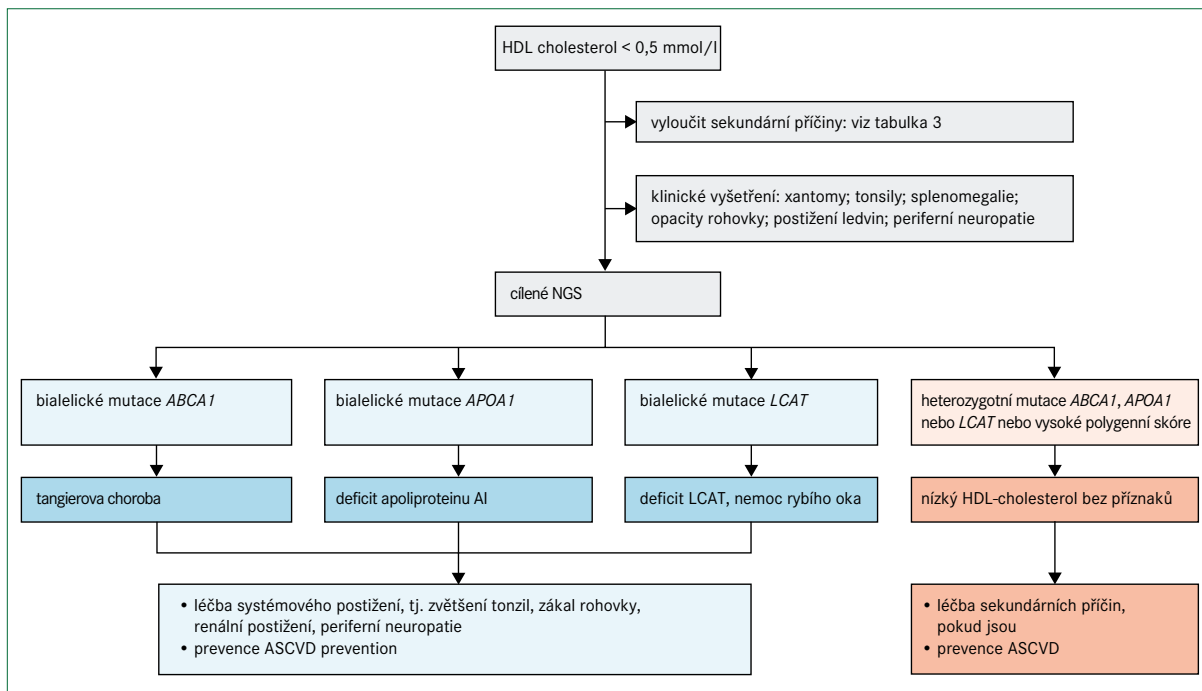 HDL cholesterol < 0,5 mmol/l
vyloučit sekundární příčiny: viz tabulka 3
klinické vyšetření: xantomy; tonsily; splenomegalie;
opacity rohovky; postižení ledvin; periferní neuropatie
cílené NGS
bialelické mutace ABCA1
bialelické mutace APOA1
bialelické mutace LCAT
heterozygotní mutace ABCA1, APOA1
nebo LCAT nebo vysoké polygenní skóre
tangierova choroba
deficit apoliproteinu AI
deficit LCAT, nemoc rybího oka
nízký HDL-cholesterol bez příznaků
• léčba systémového postižení, tj. zvětšení tonzil, zákal rohovky,
renální postižení, periferní neuropatie
• prevence ASCVD prevention
• léčba sekundárních příčin,
pokud jsou
• prevence ASCVD